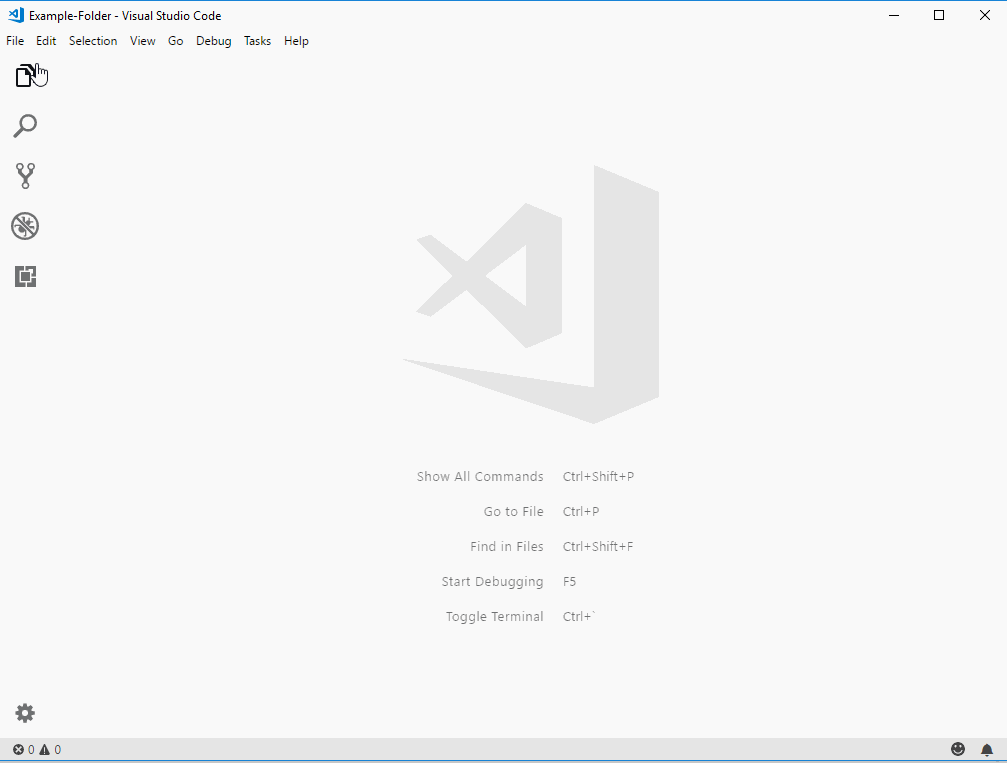 Example-Folder - Visual Studio Code
File Edit Selection View Go Debug Tasks Help
Show All Commands Ctrl+Shift+P
Go to File Ctrl+P
Find in Files Ctrl+Shift+F
Start Debugging F5
Toggle Terminal Ctrl+`
0 0